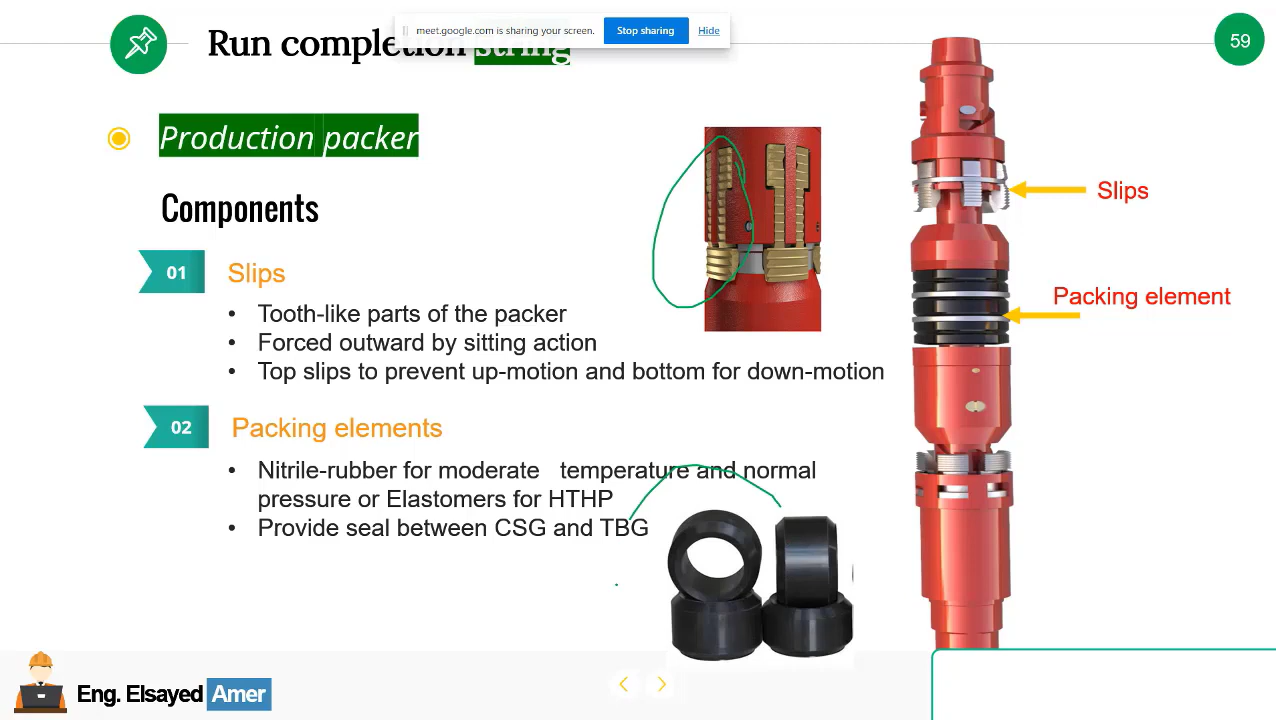 meet.google.com is sharing your screen.
Stop sharing
Hide
Run completion string
59
Production packer
Components
Slips
01
Slips
• Tooth-like parts of the packer
• Forced outward by sitting action
• Top slips to prevent up-motion and bottom for down-motion
Packing element
02
Packing elements
• Nitrile-rubber for moderate temperature and normal
pressure or Elastomers for HTHP
• Provide seal between CSG and TBG
Eng. Elsayed Amer